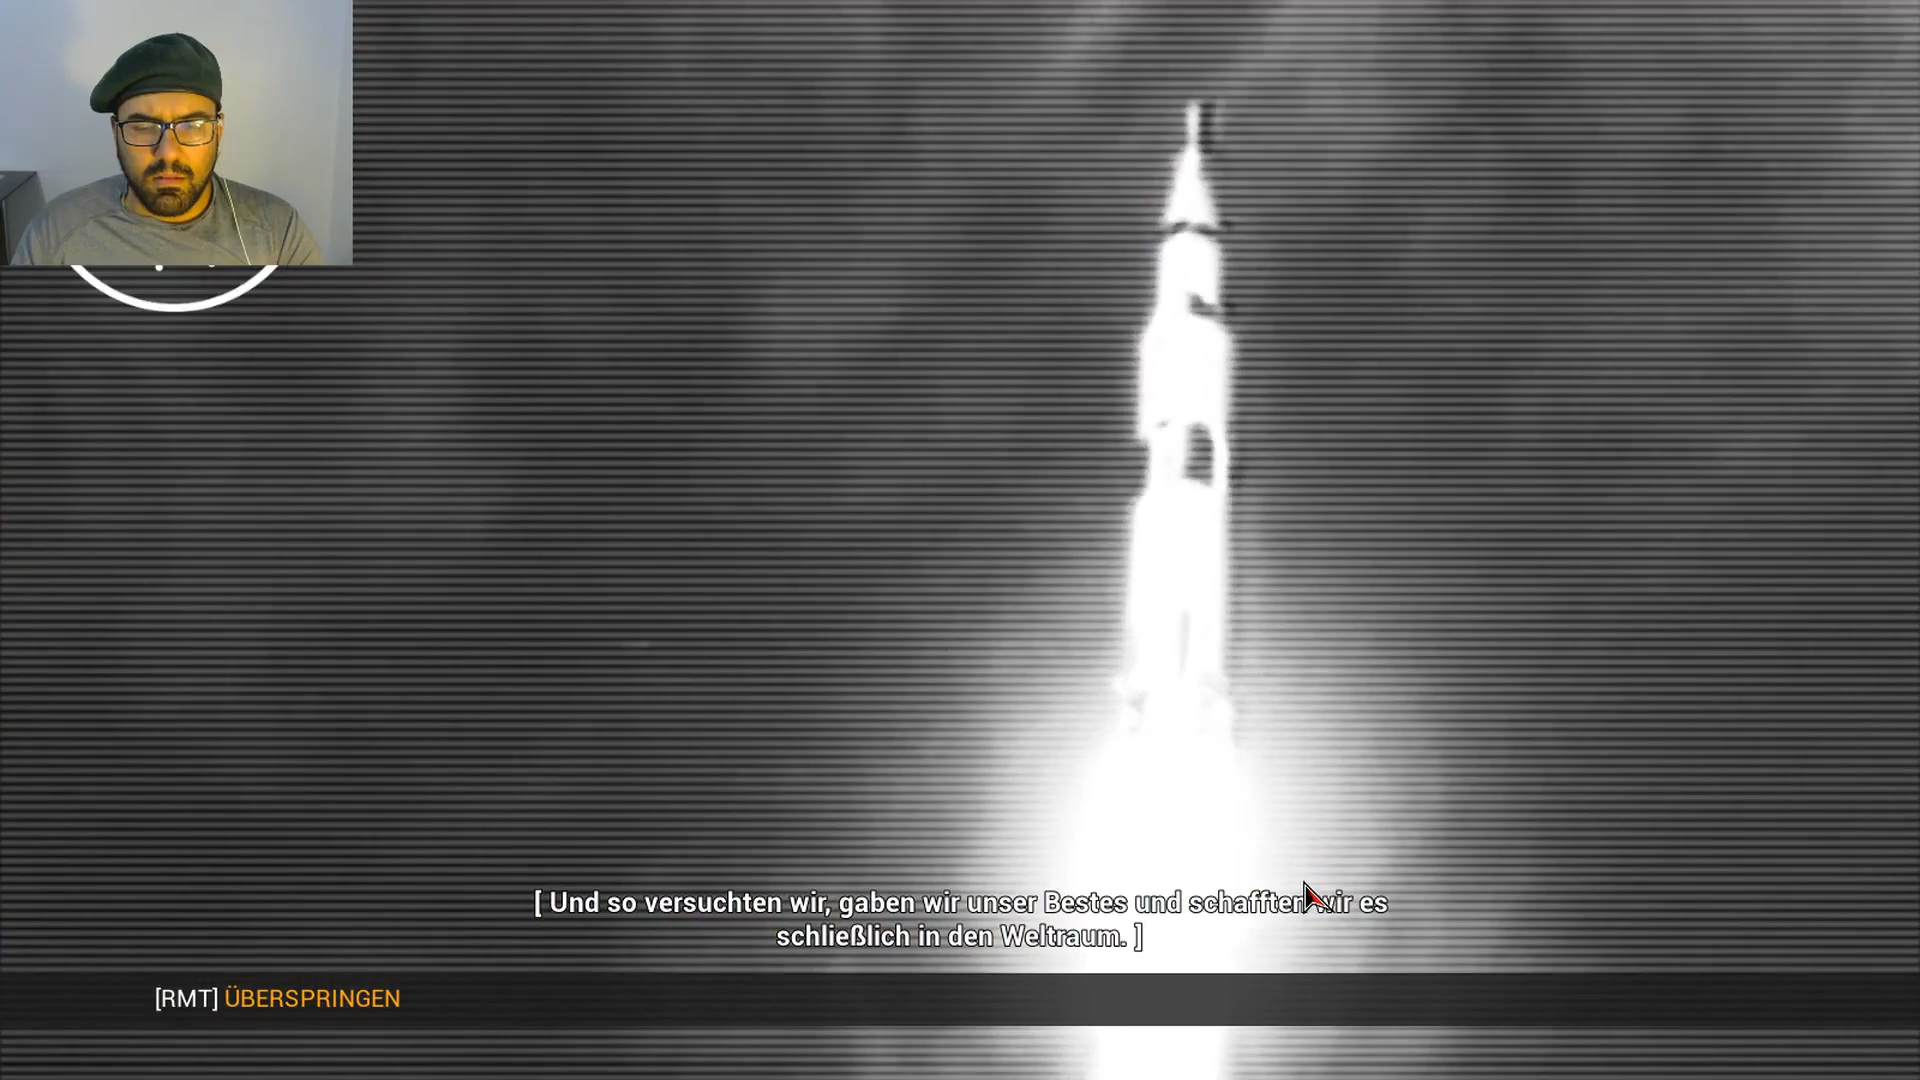 [ Und so versuchten wir, gaben wir unser Bestes und schafften wir es
schließlich in den Weltraum. ]
[RMT] ÜBERSPRINGEN